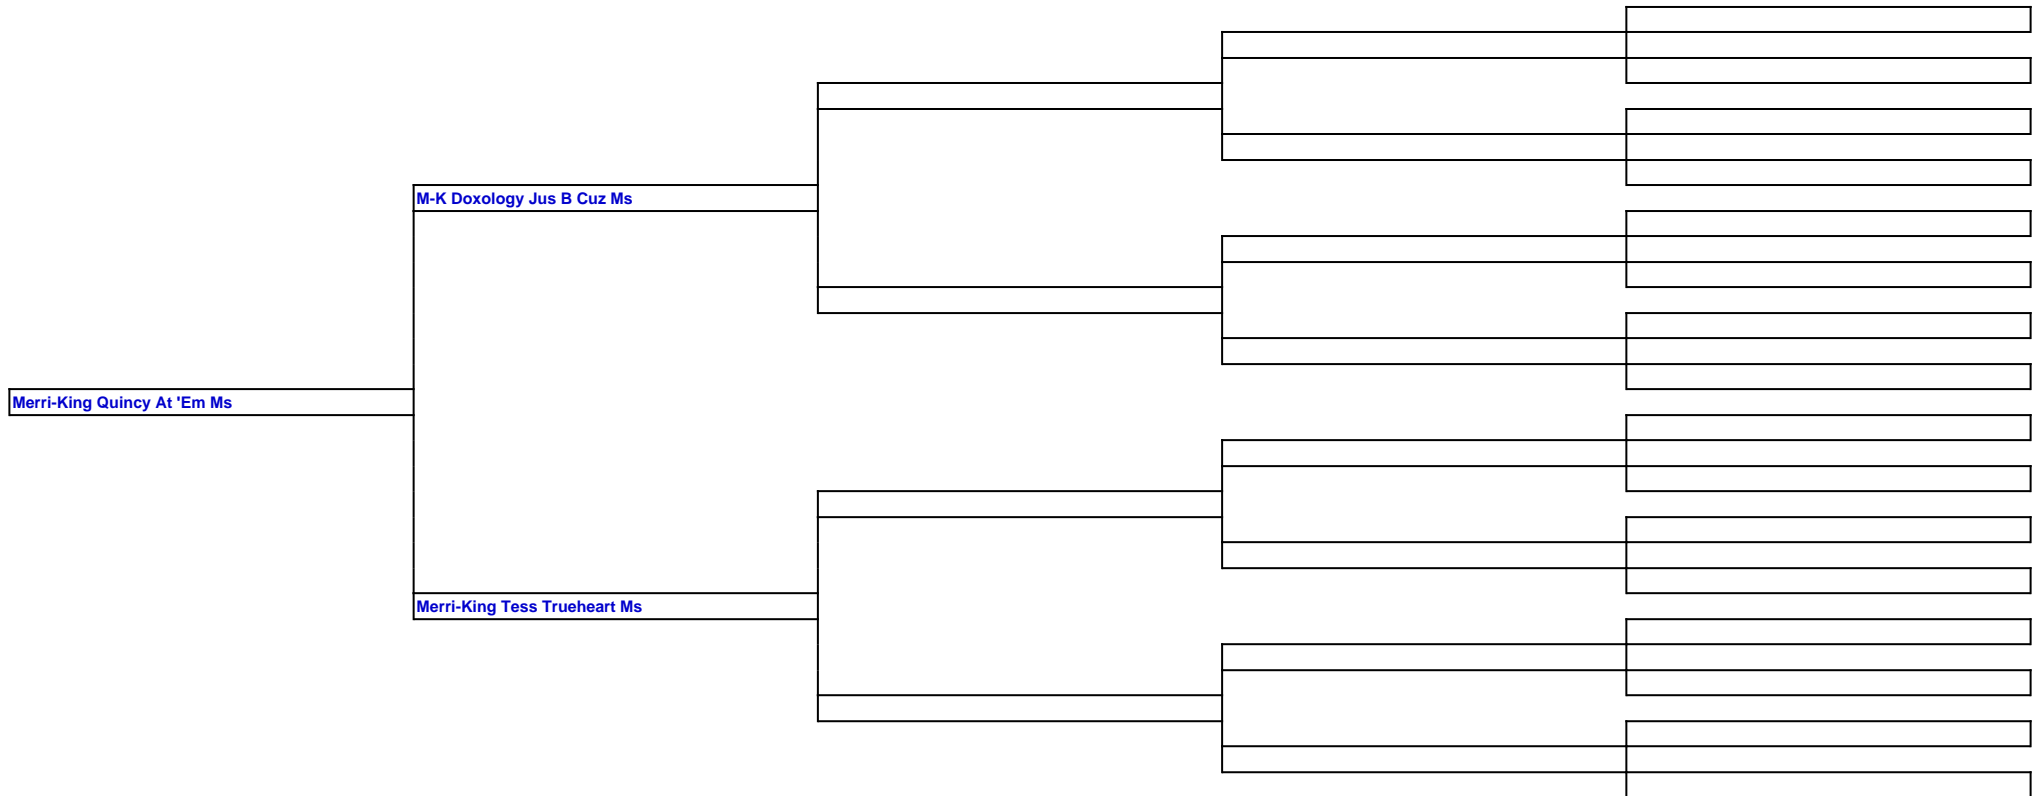 M-K Doxology Jus B Cuz Ms
Merri-King Quincy At 'Em Ms
Merri-King Tess Trueheart Ms